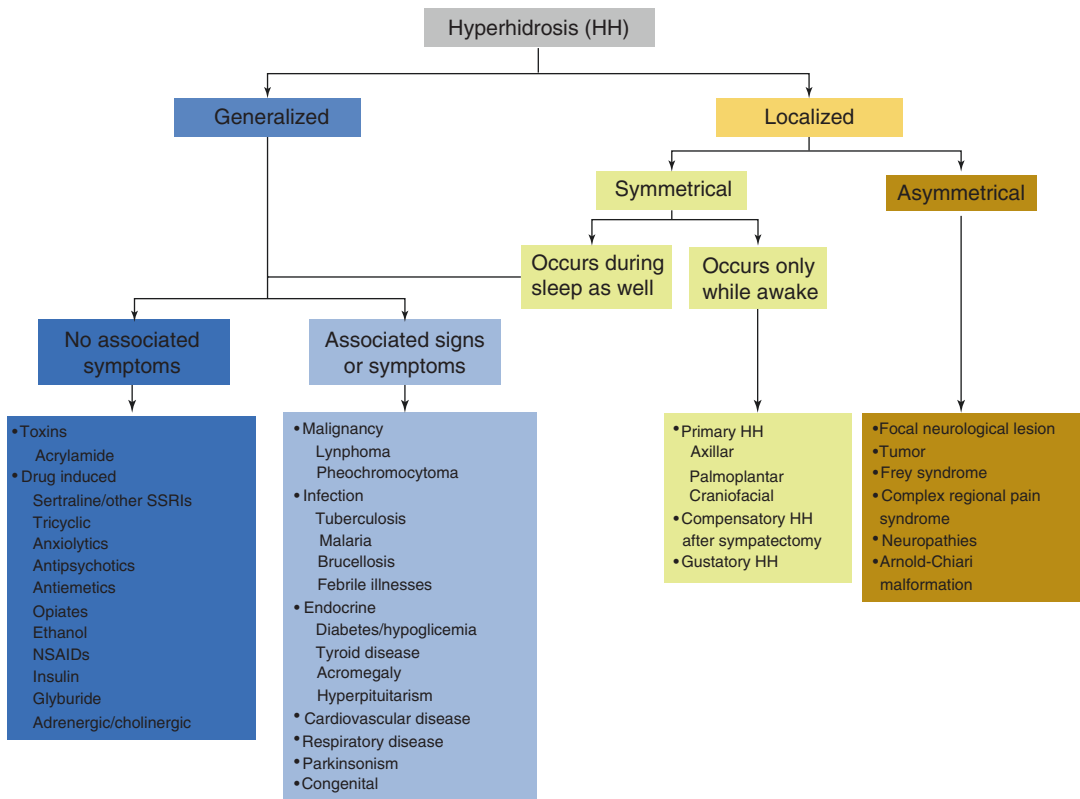 Hyperhidrosis (HH)
Generalized
Localized
Symmetrical
Asymmetrical
Occurs during
sleep as well
Occurs only
while awake
No associated
symptoms
Associated signs
or symptoms
•Toxins
Acrylamide
•Drug induced
Sertraline/other SSRIs
Tricyclic
Anxiolytics
Antipsychotics
Antiemetics
Opiates
Ethanol
NSAIDs
Insulin
Glyburide
Adrenergic/cholinergic
•Malignancy
Lymphoma
Pheochromocytoma
•Infection
Tuberculosis
Malaria
Brucellosis
Febrile illnesses
•Endocrine
Diabetes/hypoglicemia
Tyroid disease
Acromegaly
Hyperpituitarism
•Cardiovascular disease
•Respiratory disease
•Parkinsonism
•Congenital
•Primary HH
Axillar
Palmoplantar
Craniofacial
•Compensatory HH
after sympatectomy
•Gustatory HH
•Focal neurological lesion
•Tumor
•Frey syndrome
•Complex regional pain
syndrome
•Neuropathies
•Arnold-Chiari
malformation